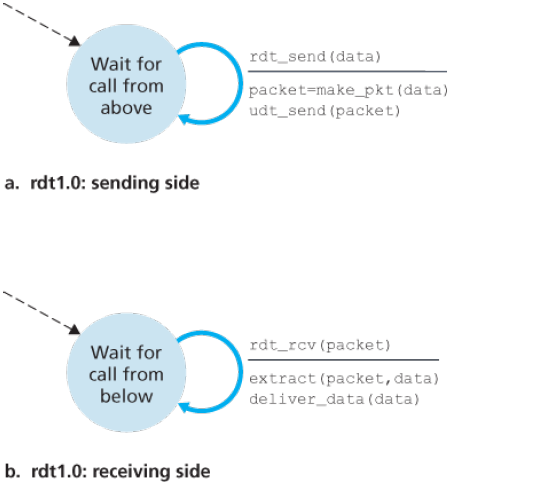 Wait for
call from
above
rdt_send(data)
packet=make_pkt(data)
udt_send(packet)
a. rdt1.0: sending side
Wait for
call from
below
rdt_rcv(packet)
extract(packet,data)
deliver_data(data)
b. rdt1.0: receiving side